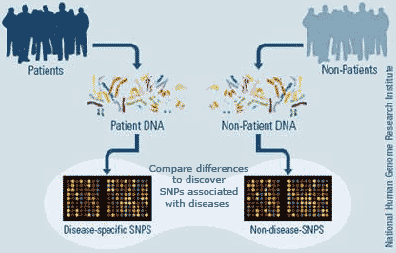 Patients
Non-Patients
Patient DNA
Non-Patient DNA
Compare differences
to discover
SNPs associated
with diseases
Disease-specific SNPS
Non-disease-SNPS
National Human Genome Research Institute